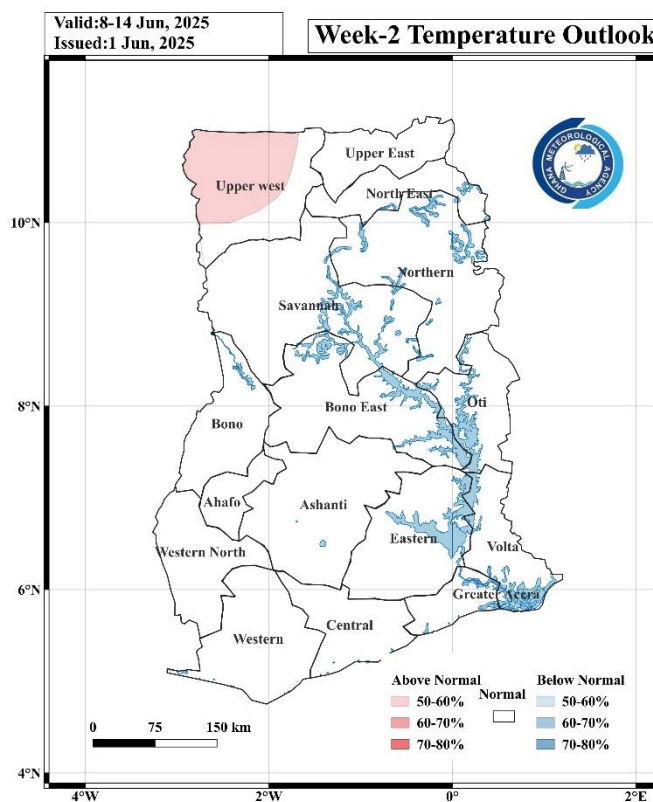 Valid:8-14 Jun, 2025
Issued:1 Jun, 2025
Week-2 Temperature Outlook
GHANA METEOROLOGICAL AGENCY
Upper East
Upper west
North East
10°N
Northern
Savannah
8°N
Oti
Bono East
Bono
Ahafo
Ashanti
Eastern
Western North
Volta
6°N
Greater Accra
Central
Western
Above Normal
Normal
Below Normal
50-60%
50-60%
60-70%
60-70%
70-80%
70-80%
0 75 150 km
4°N
4°W 2°W 0° 2°E